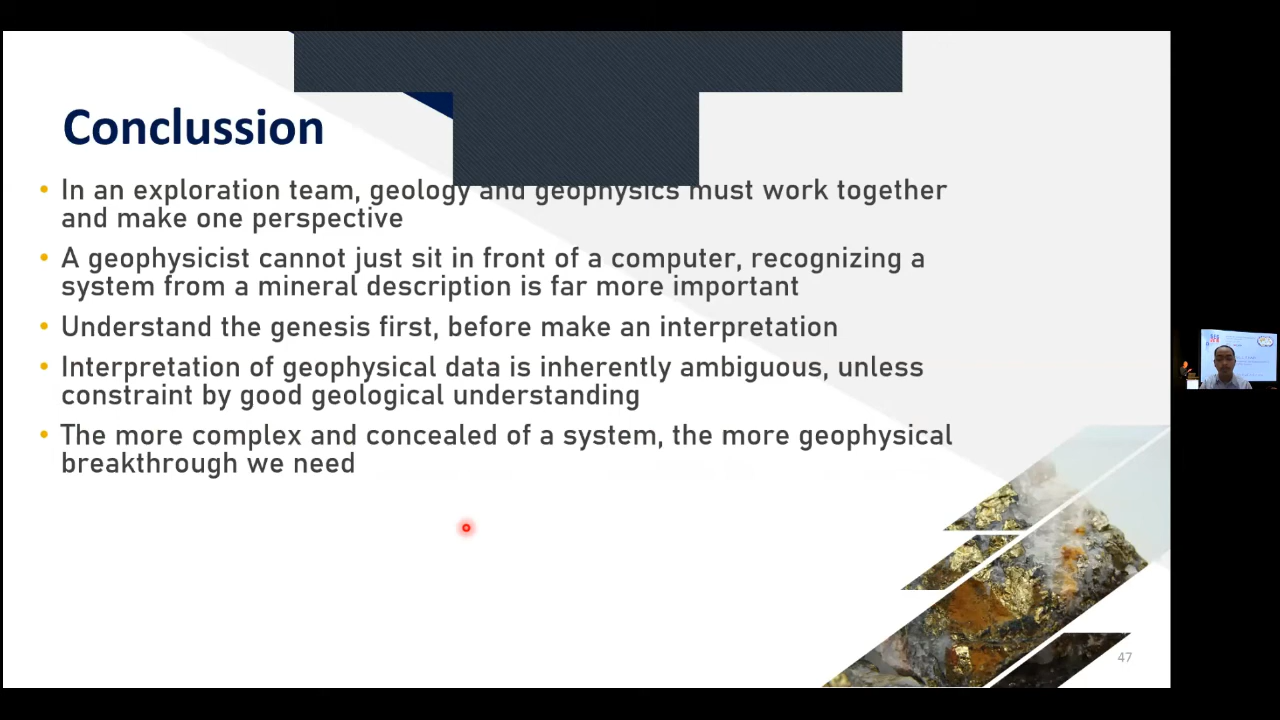 Conclussion
• In an exploration team, geology and geophysics must work together
and make one perspective
• A geophysicist cannot just sit in front of a computer, recognizing a
system from a mineral description is far more important
• Understand the genesis first, before make an interpretation
• Interpretation of geophysical data is inherently ambiguous, unless
constraint by good geological understanding
• The more complex and concealed of a system, the more geophysical
breakthrough we need
47